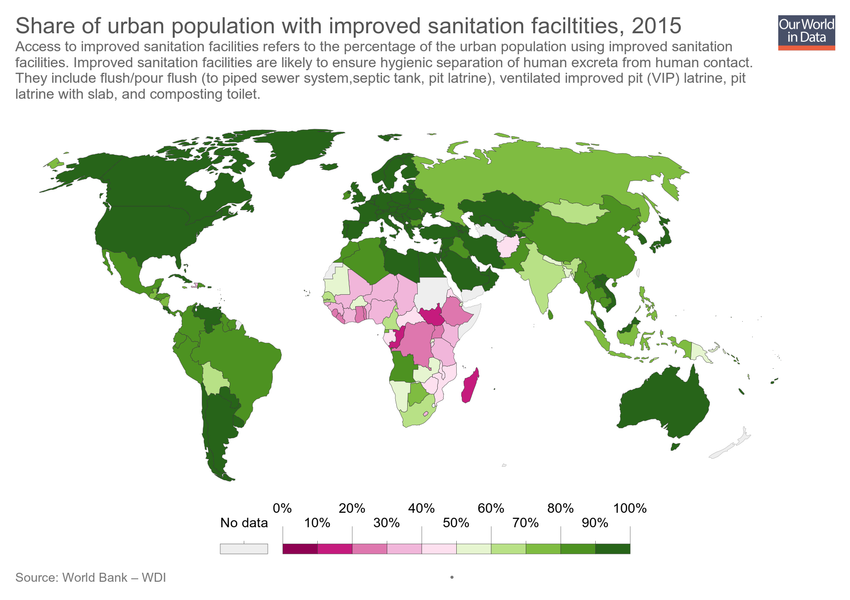 Share of urban population with improved sanitation faciltities, 2015
Our World
in Data
Access to improved sanitation facilities refers to the percentage of the urban population using improved sanitation
facilities. Improved sanitation facilities are likely to ensure hygienic separation of human excreta from human contact.
They include flush/pour flush (to piped sewer system,septic tank, pit latrine), ventilated improved pit (VIP) latrine, pit
latrine with slab, and composting toilet.
0% 20% 40% 60% 80% 100%
No data 10% 30% 50% 70% 90%
Source: World Bank – WDI